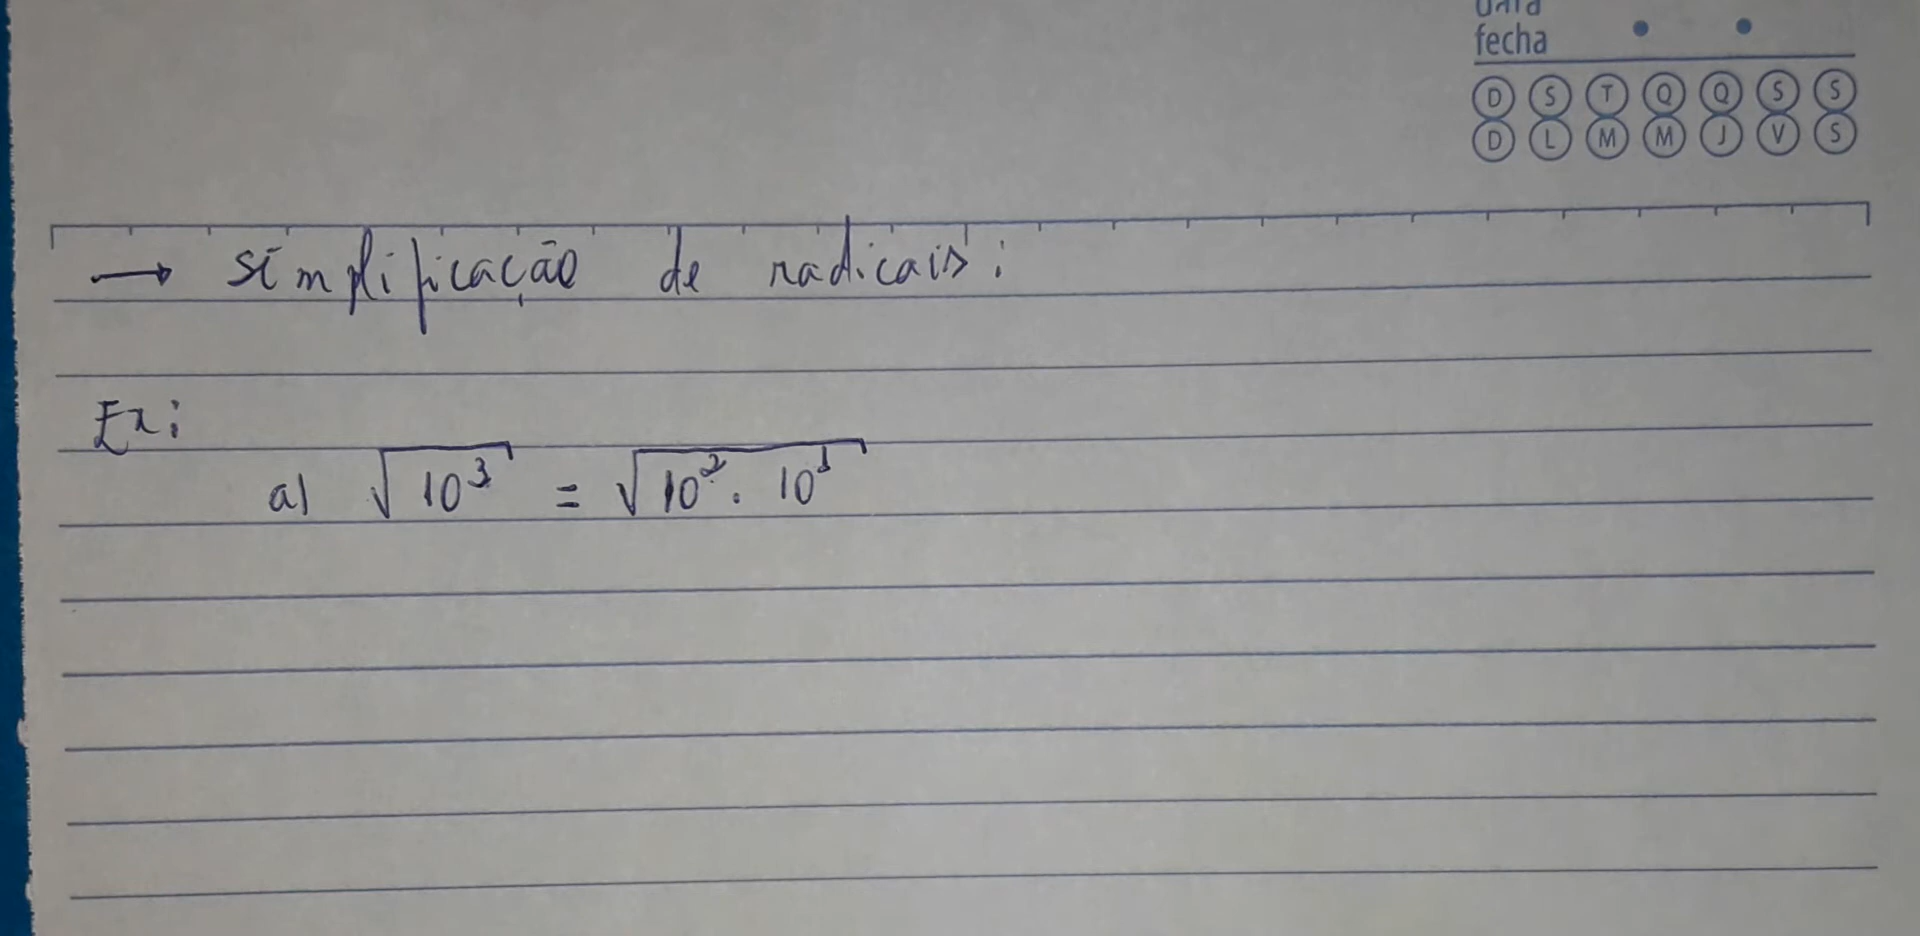 data
fecha
D S T Q Q S S
D L M M J V S
→ simplificação de radicais:
Ex:
a) √10³ = √10² . 10¹